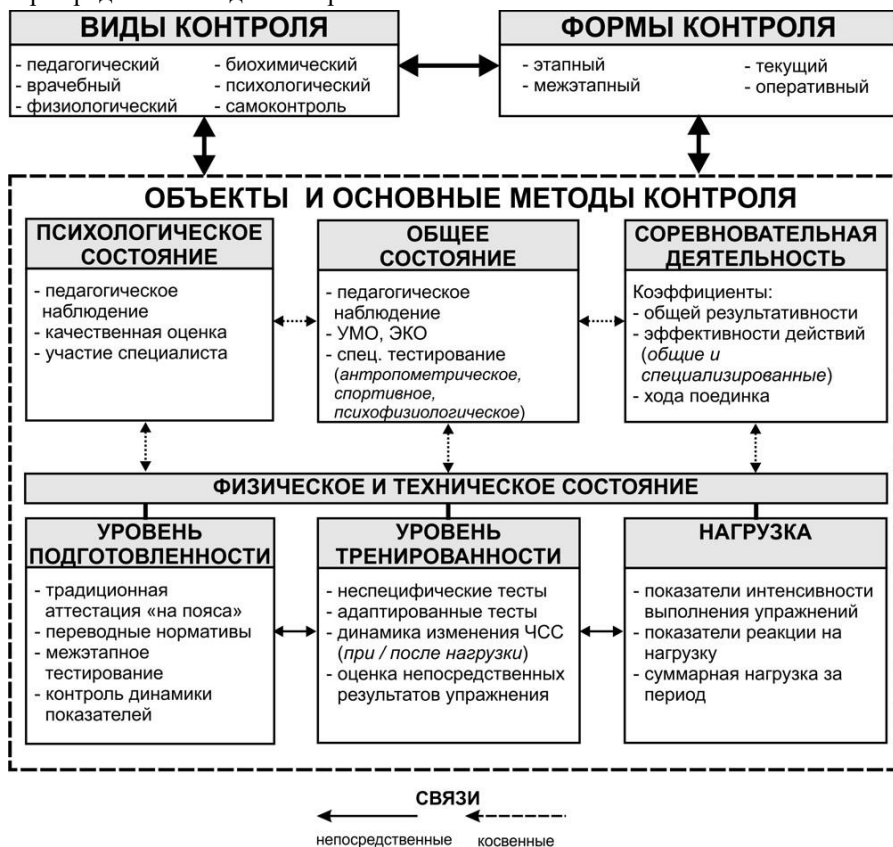 ВИДЫ КОНТРОЛЯ
- педагогический
- врачебный
- физиологический
- биохимический
- психологический
- самоконтроль
ФОРМЫ КОНТРОЛЯ
- этапный
- межэтапный
- текущий
- оперативный
ОБЪЕКТЫ И ОСНОВНЫЕ МЕТОДЫ КОНТРОЛЯ
ПСИХОЛОГИЧЕСКОЕ
СОСТОЯНИЕ
- педагогическое
наблюдение
- качественная оценка
- участие специалиста
ОБЩЕЕ
СОСТОЯНИЕ
- педагогическое
наблюдение
- УМО, ЭКО
- спец. тестирование
(антропометрическое,
спортивное,
психофизиологическое)
СОРЕВНОВАТЕЛЬНАЯ
ДЕЯТЕЛЬНОСТЬ
Коэффициенты:
- общей результативности
- эффективности действий
(общие и
специализированные)
- хода поединка
ФИЗИЧЕСКОЕ И ТЕХНИЧЕСКОЕ СОСТОЯНИЕ
УРОВЕНЬ
ПОДГОТОВЛЕННОСТИ
- традиционная
аттестация «на пояса»
- переводные нормативы
- межэтапное
тестирование
- контроль динамики
показателей
УРОВЕНЬ
ТРЕНИРОВАННОСТИ
- неспецифические тесты
- адаптированные тесты
- динамика изменения ЧСС
(при / после нагрузки)
- оценка непосредственных
результатов упражнения
НАГРУЗКА
- показатели интенсивности
выполнения упражнений
- показатели реакции на
нагрузку
- суммарная нагрузка за
период
СВЯЗИ
непосредственные
косвенные